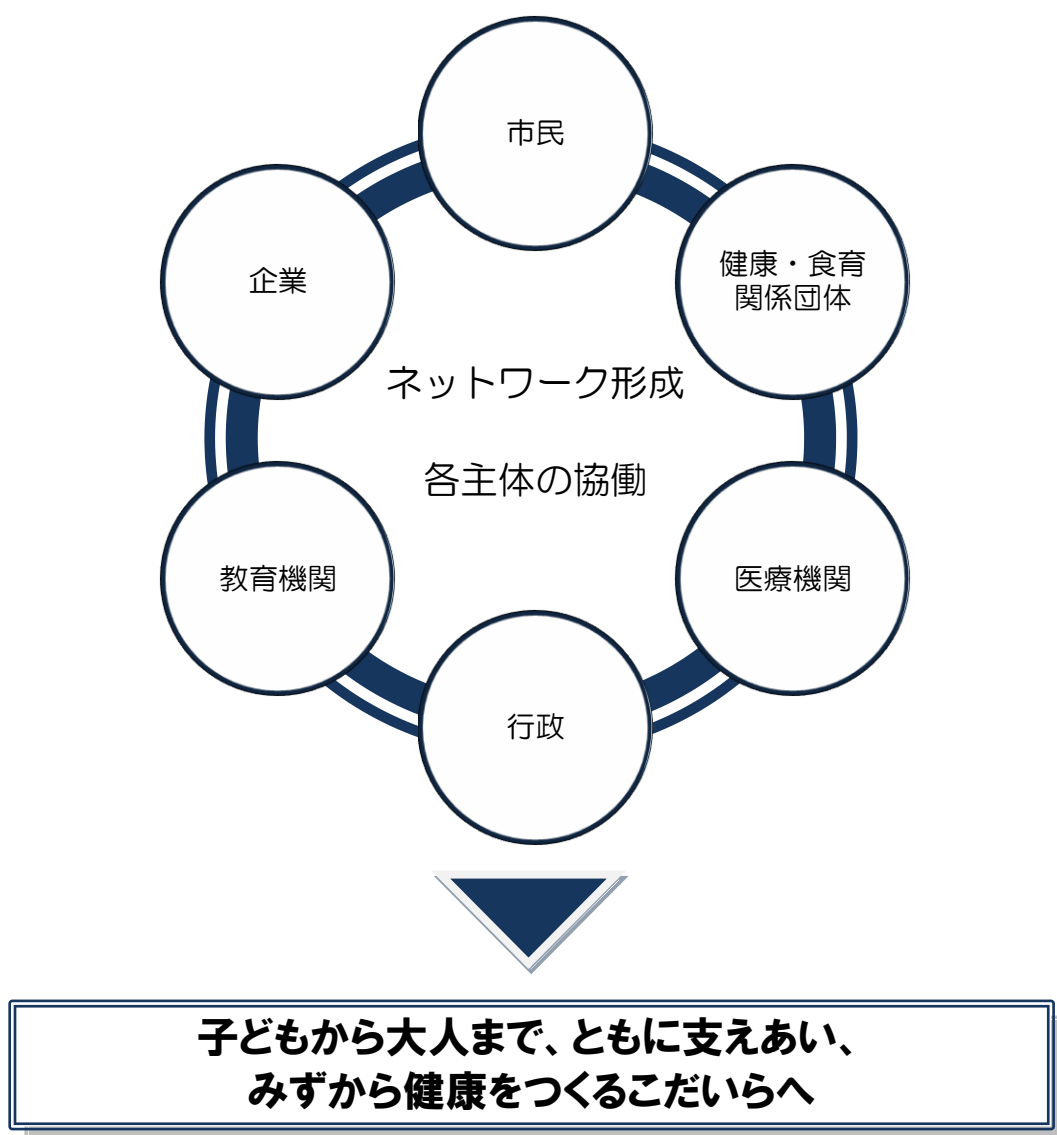 市民
企業
健康・食育
関係団体
ネットワーク形成
各主体の協働
教育機関
医療機関
行政
子どもから大人まで、ともに支えあい、
みずから健康をつくるこだいらへ